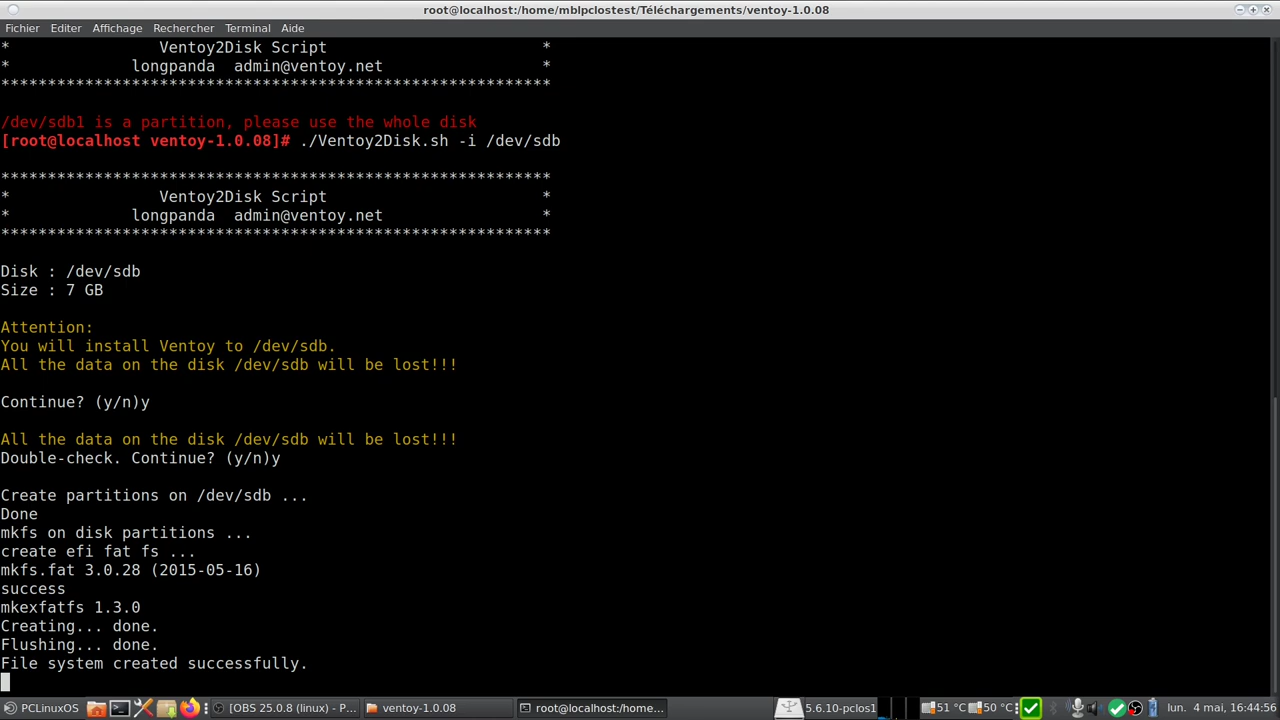 root@localhost:/home/mblpclostest/Téléchargements/ventoy-1.0.08
Fichier Editer Affichage Rechercher Terminal Aide
* Ventoy2Disk Script *
* longpanda admin@ventoy.net *
***********************************************************
/dev/sdb1 is a partition, please use the whole disk
[root@localhost ventoy-1.0.08]# ./Ventoy2Disk.sh -i /dev/sdb
***********************************************************
* Ventoy2Disk Script *
* longpanda admin@ventoy.net *
***********************************************************
Disk : /dev/sdb
Size : 7 GB
Attention:
You will install Ventoy to /dev/sdb.
All the data on the disk /dev/sdb will be lost!!!
Continue? (y/n)y
All the data on the disk /dev/sdb will be lost!!!
Double-check. Continue? (y/n)y
Create partitions on /dev/sdb ...
Done
mkfs on disk partitions ...
create efi fat fs ...
mkfs.fat 3.0.28 (2015-05-16)
success
mkexfatfs 1.3.0
Creating... done.
Flushing... done.
File system created successfully.
PCLinuxOS [OBS 25.0.8 (linux) - P... ventoy-1.0.08 root@localhost:/home... 5.6.10-pclos1 51 °C 50 °C lun. 4 mai, 16:44:56